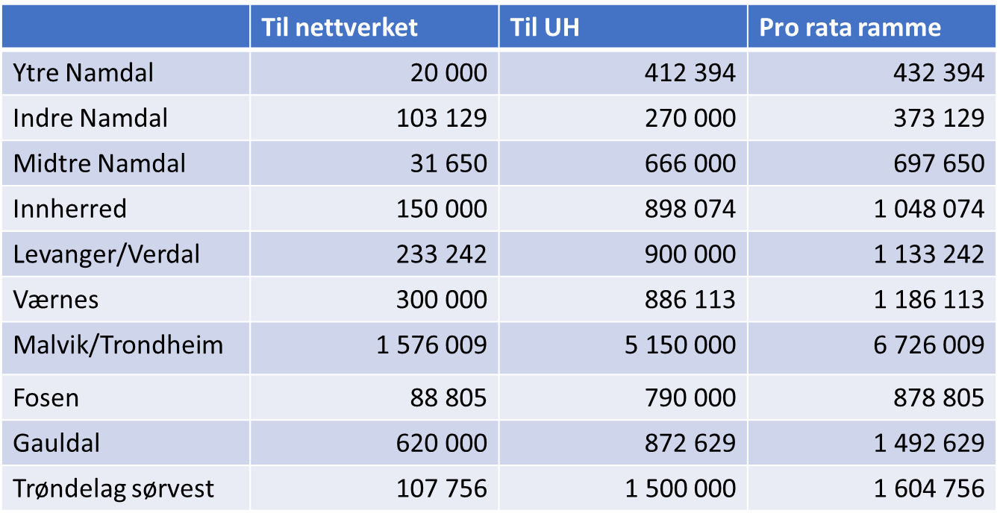 Til nettverket Til UH Pro rata ramme
Ytre Namdal 20 000 412 394 432 394
Indre Namdal 103 129 270 000 373 129
Midtre Namdal 31 650 666 000 697 650
Innherred 150 000 898 074 1 048 074
Levanger/Verdal 233 242 900 000 1 133 242
Værnes 300 000 886 113 1 186 113
Malvik/Trondheim 1 576 009 5 150 000 6 726 009
Fosen 88 805 790 000 878 805
Gauldal 620 000 872 629 1 492 629
Trøndelag sørvest 107 756 1 500 000 1 604 756